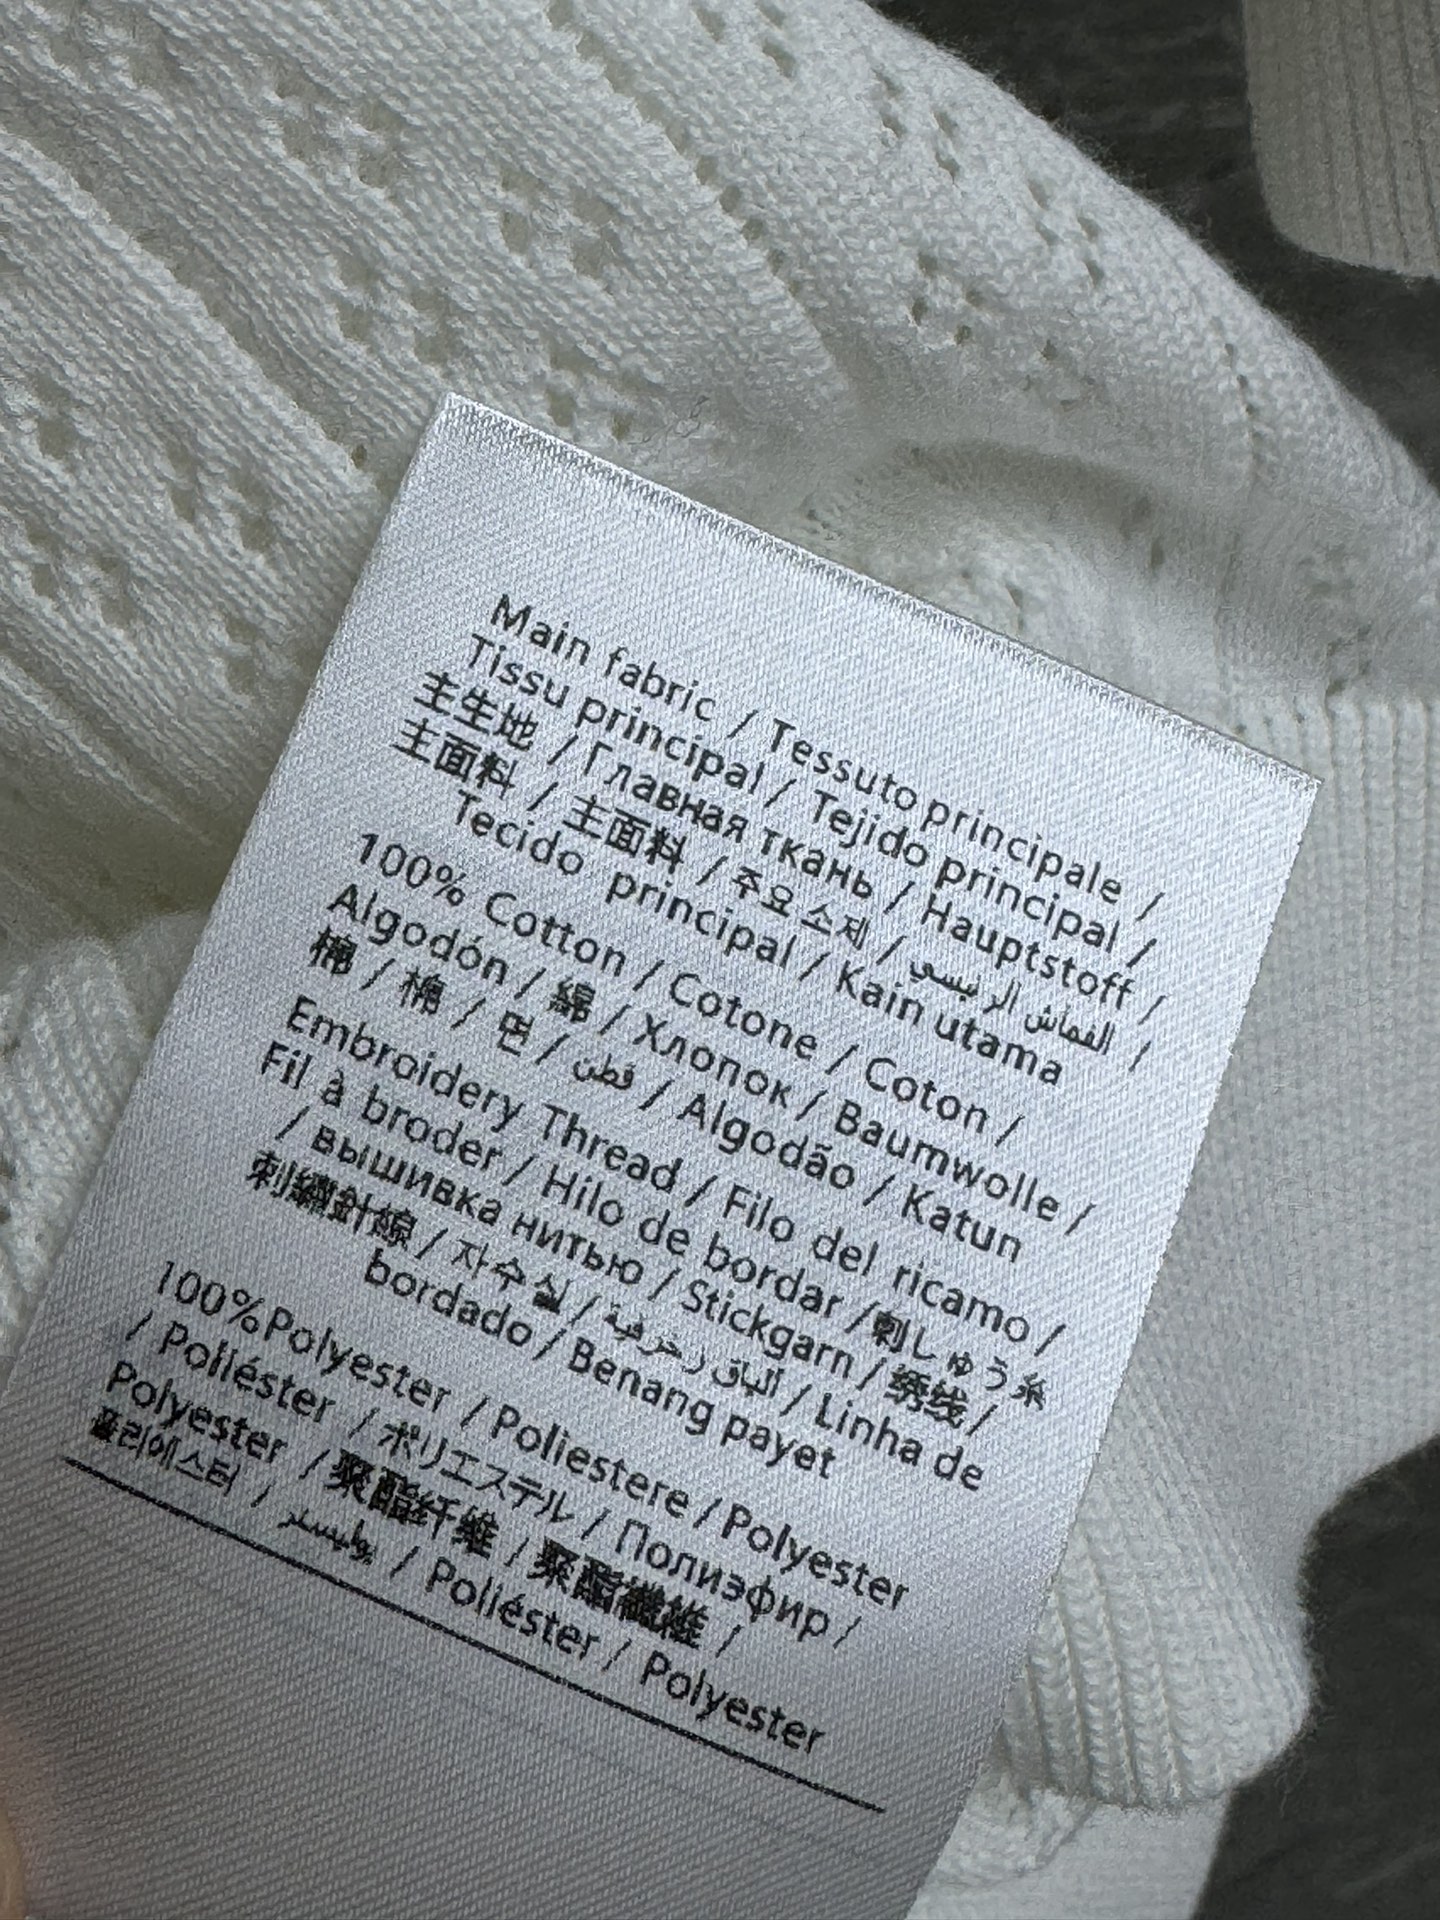 Main fabric / Tessuto principale /
Tissu principal / Tejido principal /
主生地 / Главная ткань / Hauptstoff /
主面料 / 主面料 / 주요 소제 / القماش الرئيسي /
Tecido principal / Kain utama
100% Cotton / Cotone / Coton /
Algodón / 綿 / Хлопок / Baumwolle /
棉 / 棉 / 면 / قطن / Algodão / Katun
Embroidery Thread / Filo del ricamo /
Fil à broder / Hilo de bordar /刺しゅう糸
/ вышивка нитью / Stickgarn / 绣线 /
刺繡針線 / 자수실 / ألياف زخرفية / Linha de
bordado / Benang payet
100%Polyester / Poliestere / Polyester
/ Poliéster / ポリエステル / Полиэфир /
Polyester / 聚酯纤维 / 聚酯纖維 /
폴리에스터 / بوليستر / Poliéster / Polyester